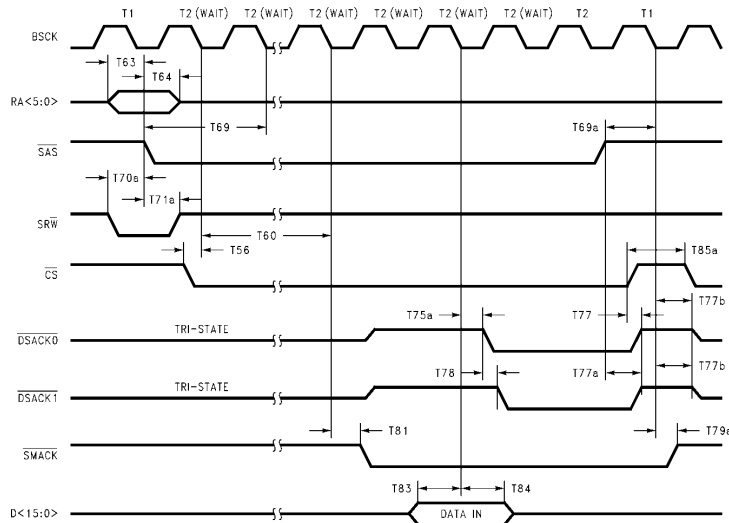 T1 T2 (WAIT) T2 (WAIT) T2 (WAIT) T2 (WAIT) T2 (WAIT) T2 (WAIT) T2 T1
BSCK
T63
T64
RA<5:0>
T69
T69a
SAS
T70a
T71a
SRW
T60
T56
T85a
CS
T77b
T75a
T77
DSACK0
TRI-STATE
T78
T77a
T77b
DSACK1
TRI-STATE
T81
T79a
SMACK
T83
T84
D<15:0>
DATA IN